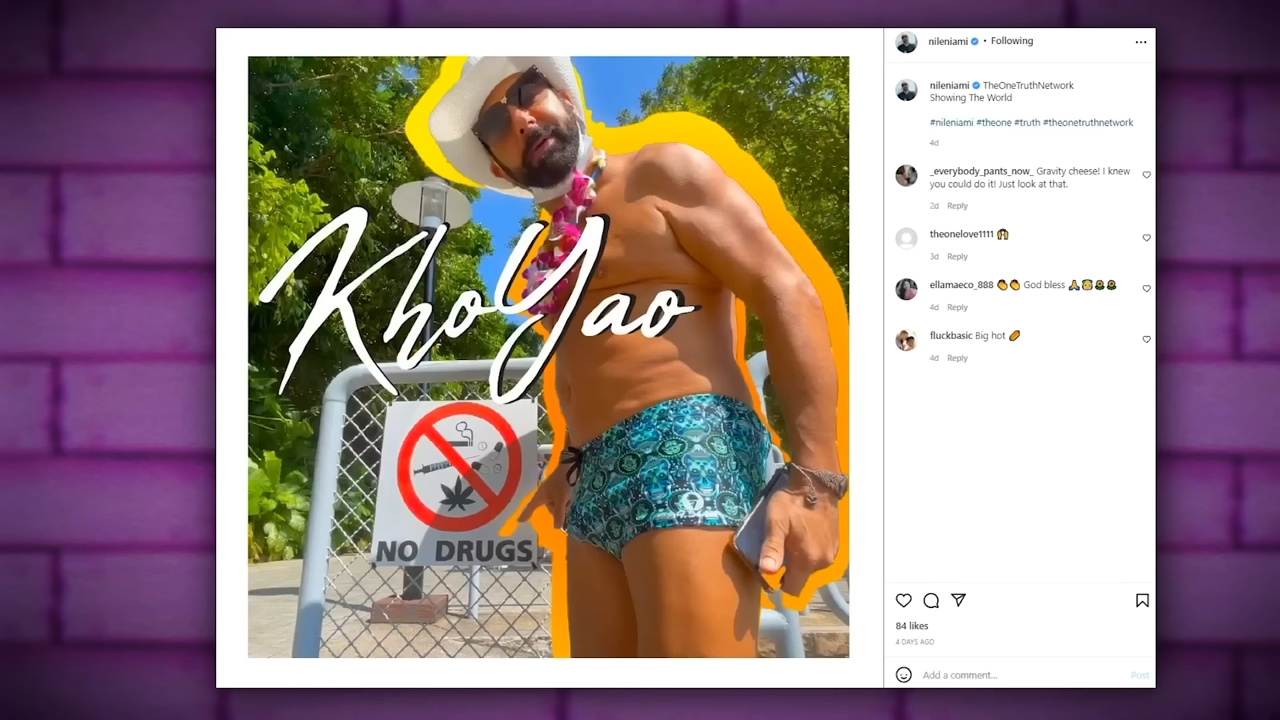 KhoYao
NO DRUGS
nileniami • Following
nileniami TheOneTruthNetwork
Showing The World
#nileniami #theone #truth #theonetruthnetwork
4d
_everybody_pants_now_ Gravity cheese! I knew
you could do it! Just look at that.
2d Reply
theonelove1111 🙌
3d Reply
ellamaeco_888 👏👏 God bless 🙏😇🌻🌻
4d Reply
fluckbasic Big hot 🥖
4d Reply
84 likes
4 DAYS AGO
Add a comment...
Post